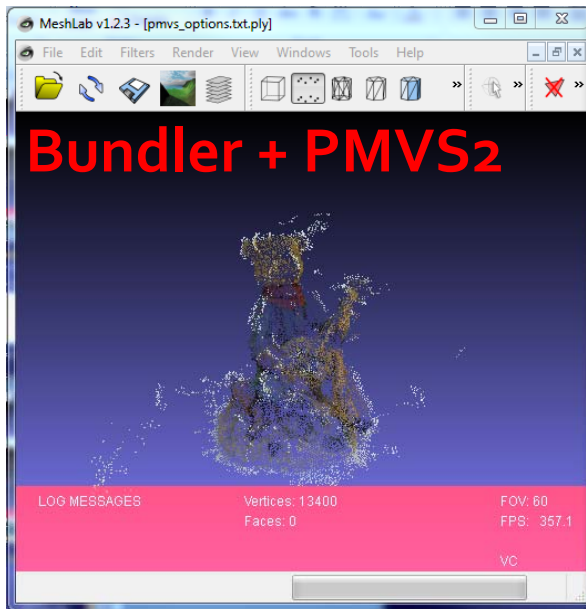 MeshLab v1.2.3 - [pmvs_options.txt.ply]
File Edit Filters Render View Windows Tools Help
» » »
Bundler + PMVS2
LOG MESSAGES Vertices: 13400 FOV: 60
Faces: 0 FPS: 357.1
VC